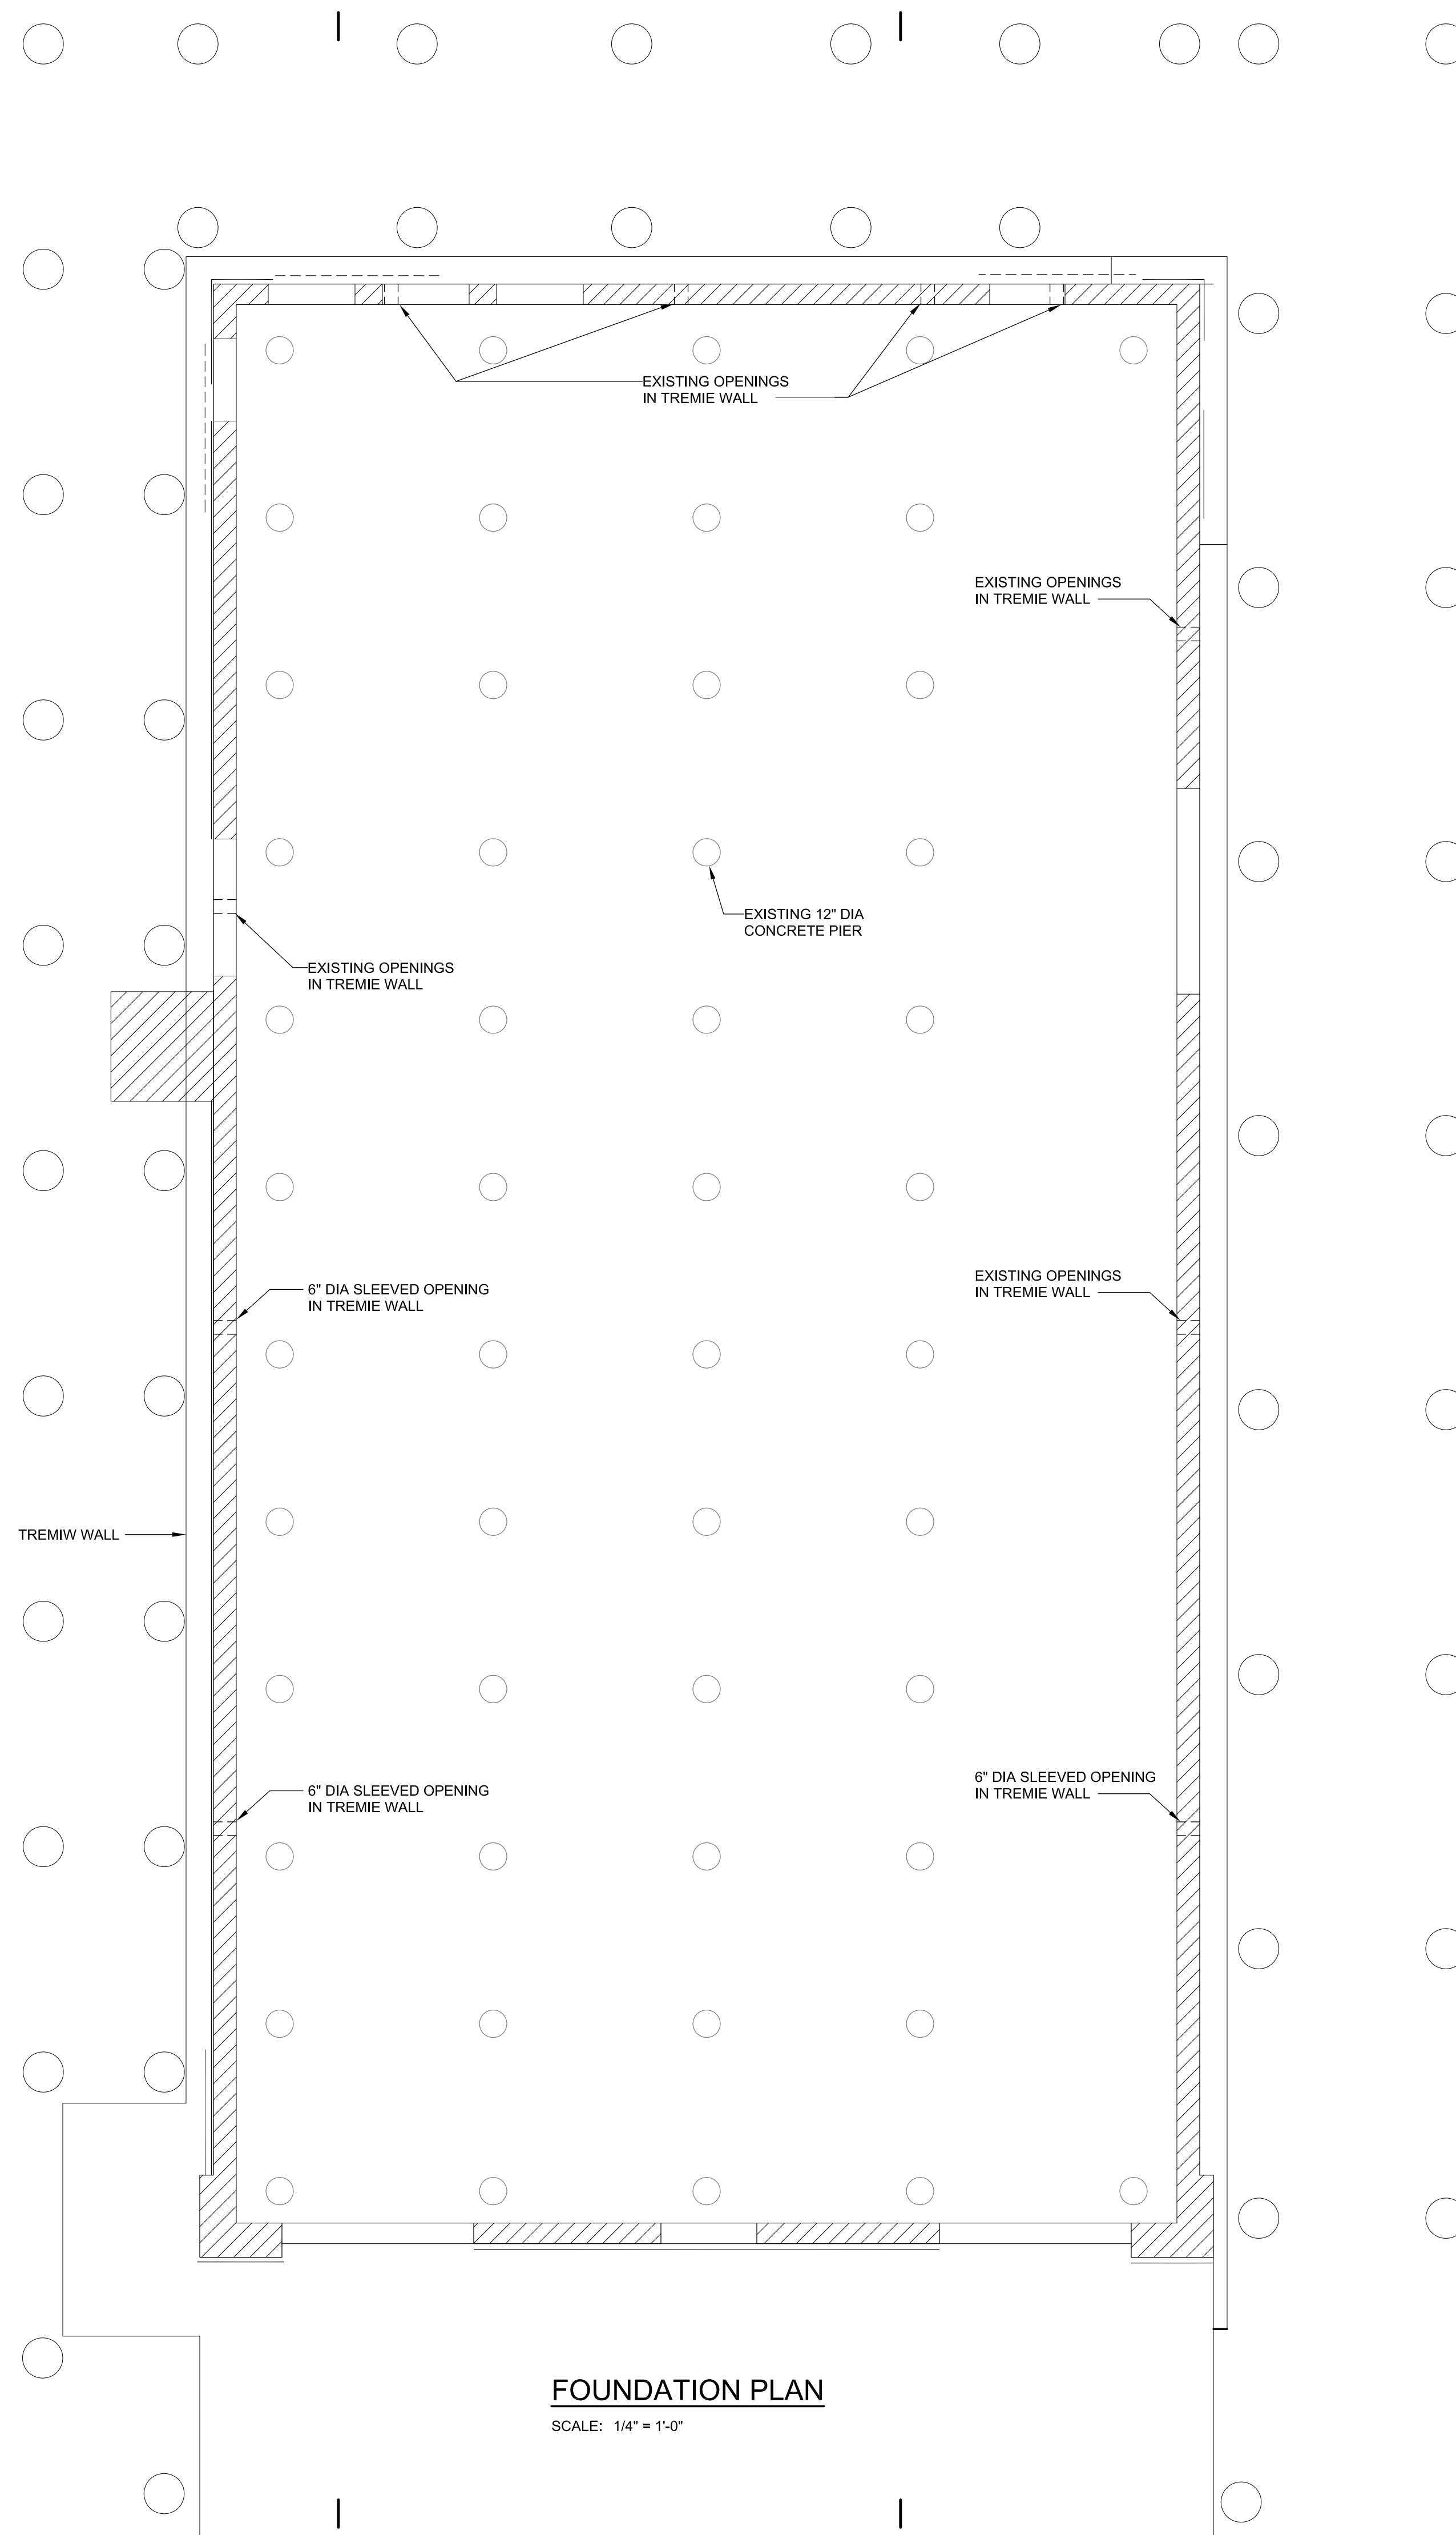 EXISTING OPENINGS
IN TREMIE WALL
EXISTING OPENINGS
IN TREMIE WALL
EXISTING 12" DIA
CONCRETE PIER
EXISTING OPENINGS
IN TREMIE WALL
6" DIA SLEEVED OPENING
IN TREMIE WALL
EXISTING OPENINGS
IN TREMIE WALL
TREMIW WALL
6" DIA SLEEVED OPENING
IN TREMIE WALL
6" DIA SLEEVED OPENING
IN TREMIE WALL
FOUNDATION PLAN
SCALE: 1/4" = 1'-0"